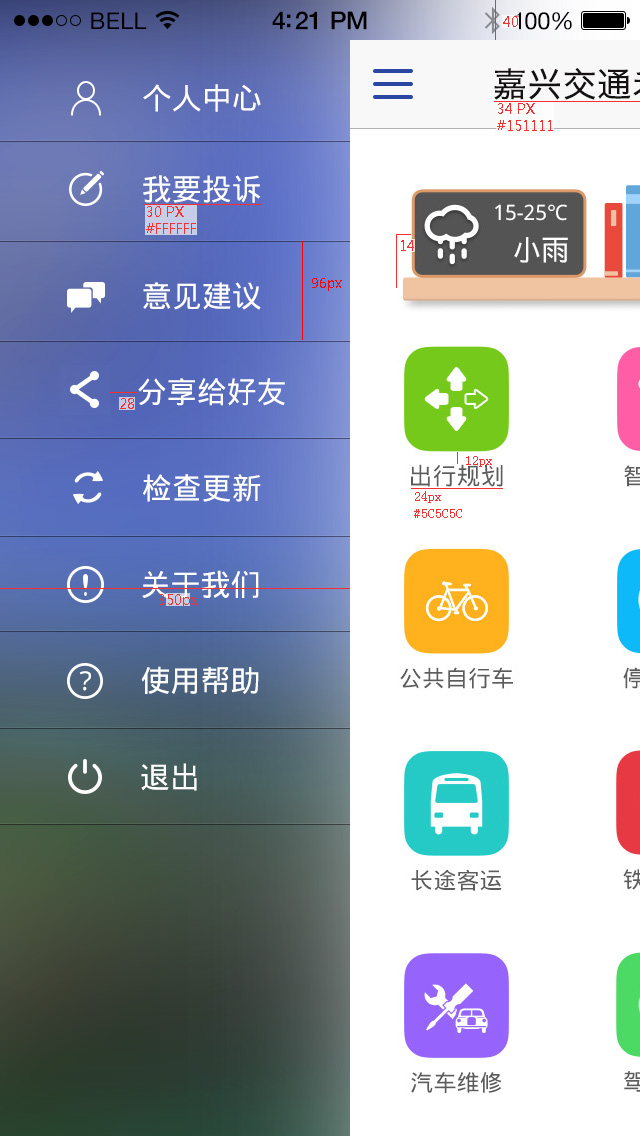 BELL 4:21 PM 40 100%
嘉兴交通
34 PX
#151111
个人中心
我要投诉
30 PX
#FFFFFF
意见建议
96px
分享给好友
28
检查更新
关于我们
使用帮助
退出
15-25℃
小雨
14
12px
出行规划
智
24px
#5C5C5C
公共自行车
停
长途客运
铁
汽车维修
驾